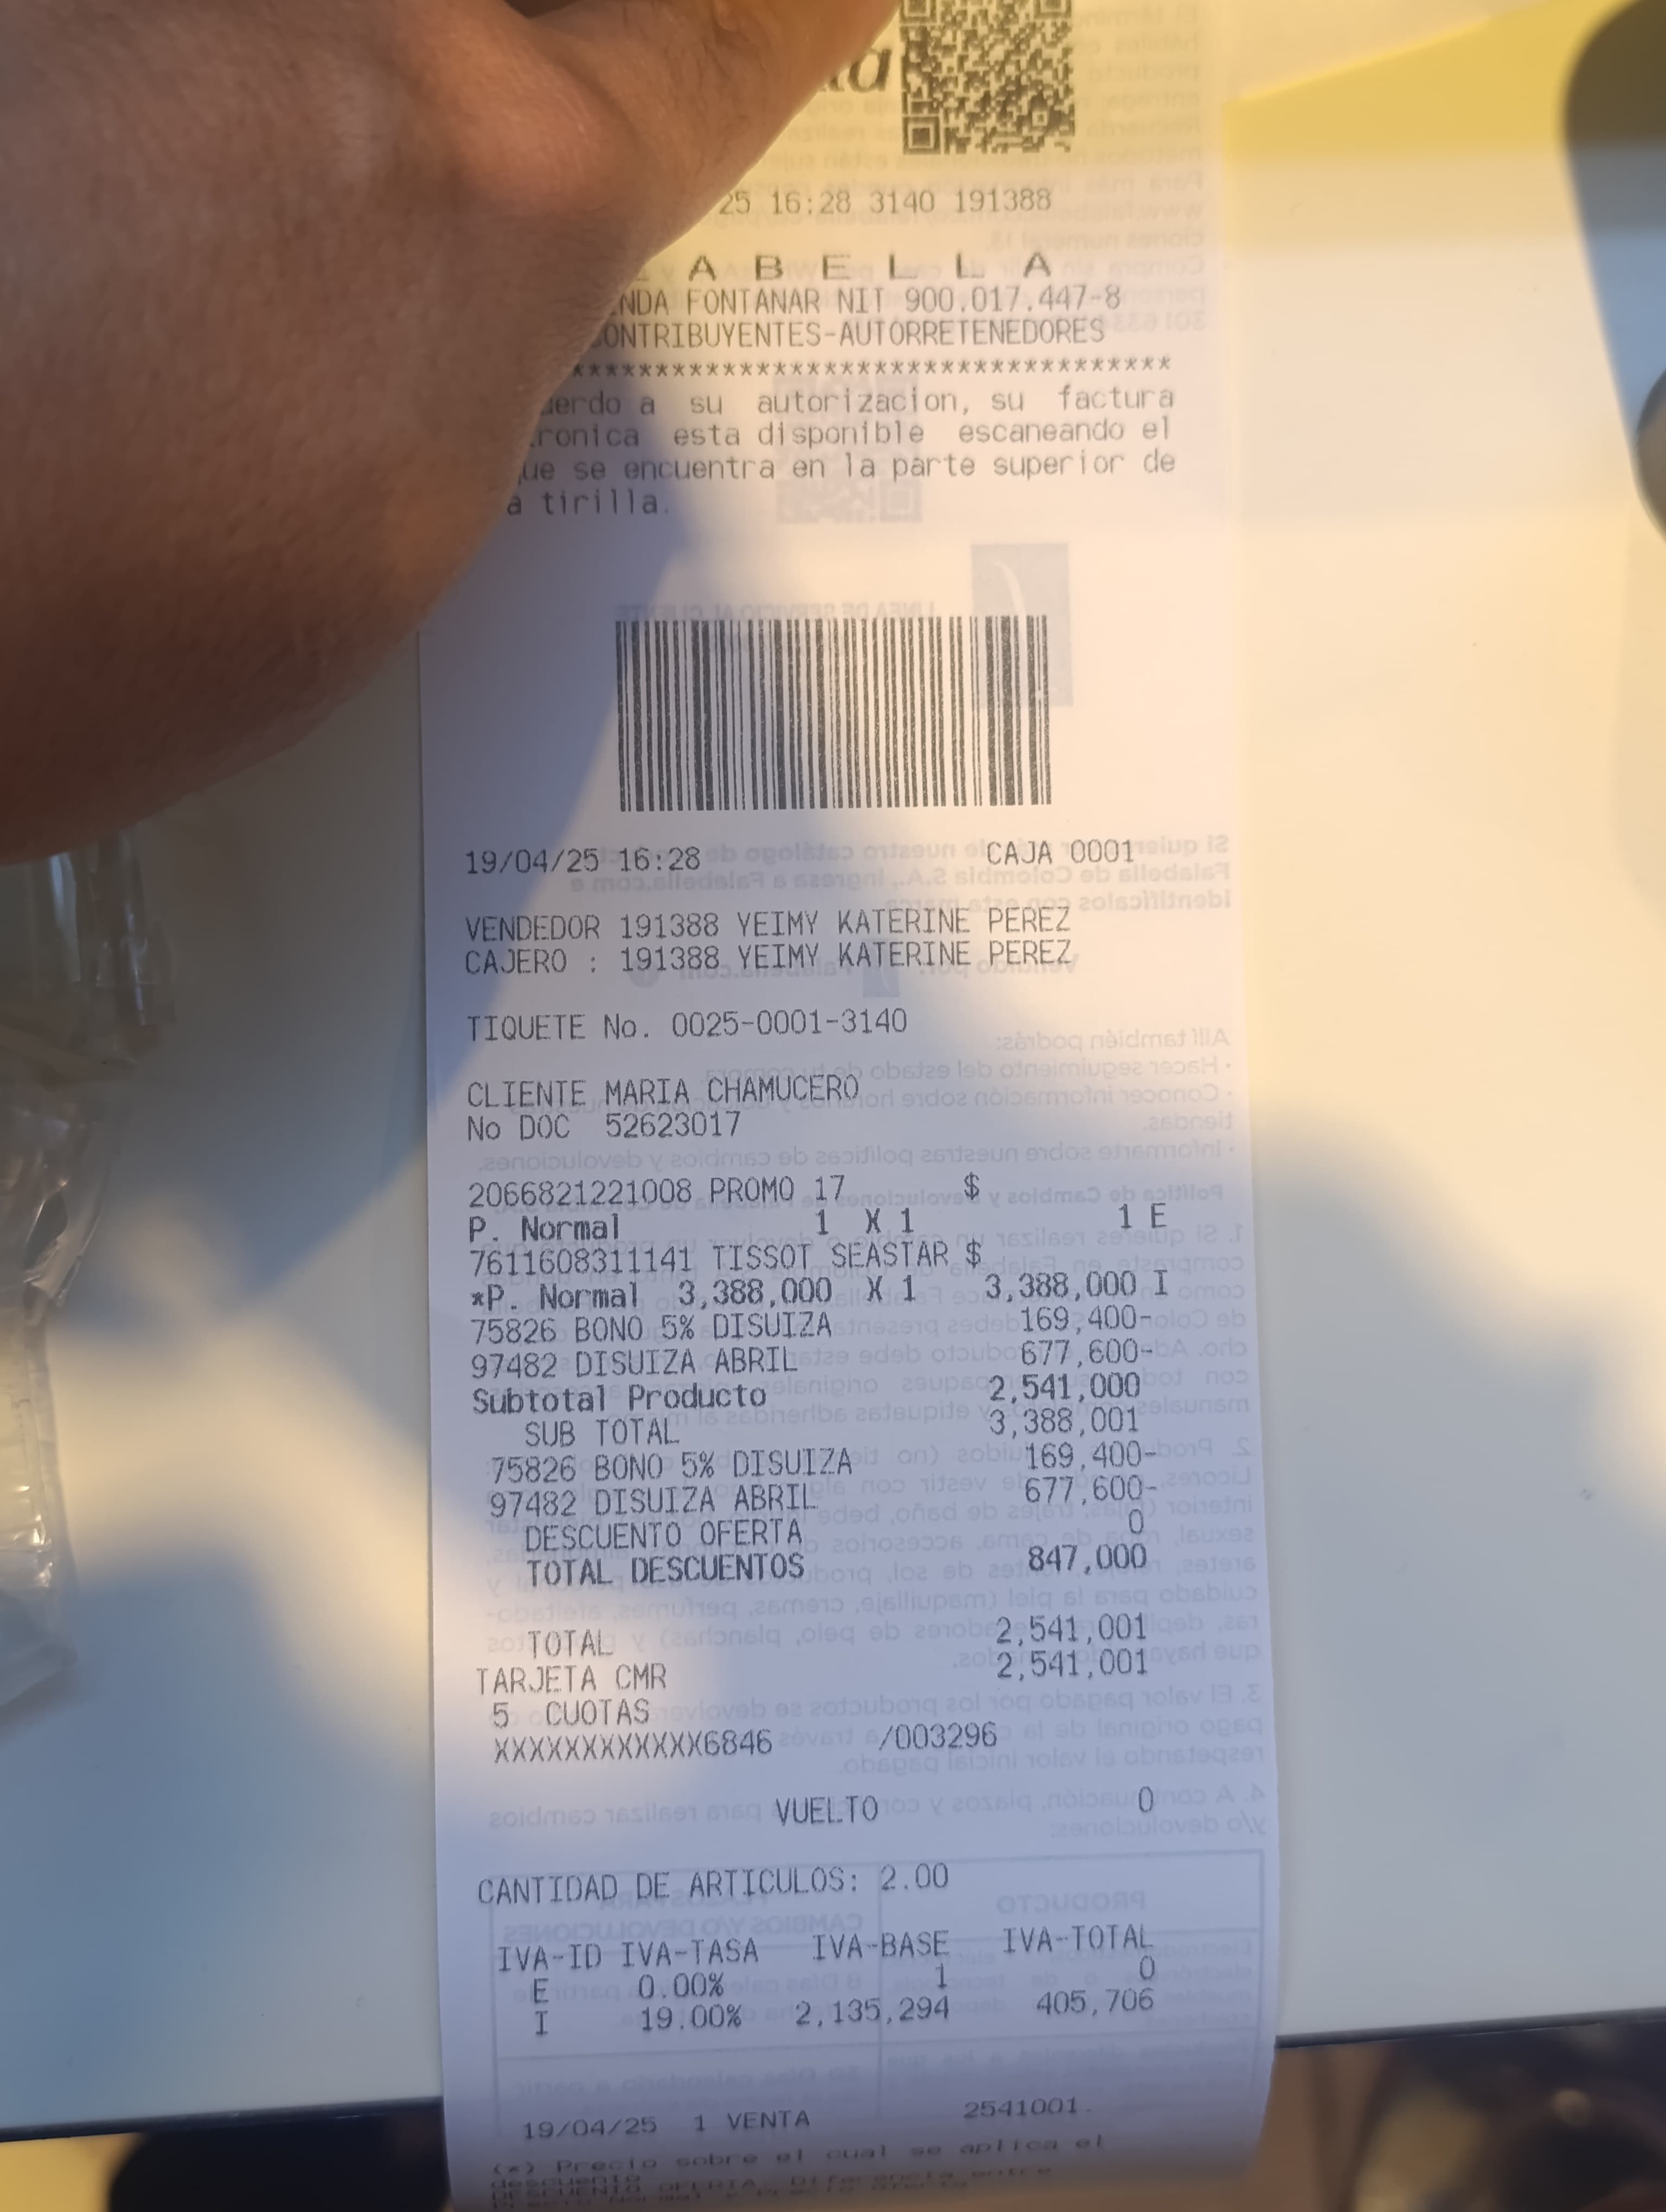 25 16:28 3140 191388
A B E L L A
FONTANAR NIT 900.017.447-8
ONTRIBUYENTES-AUTORRETENEDORES
***********************************
a su autorizacion, su factura
ronica esta disponible escaneando el
ue se encuentra en la parte superior de
a tirilla.
19/04/25 16:28 CAJA 0001
VENDEDOR 191388 YEIMY KATERINE PEREZ
CAJERO : 191388 YEIMY KATERINE PEREZ
TIQUETE No. 0025-0001-3140
CLIENTE MARIA CHAMUCERO
No DOC 52623017
2066821221008 PROMO 17 $
P. Normal 1 X 1 1 E
7611608311141 TISSOT SEASTAR $
*P. Normal 3,388,000 X 1 3,388,000 I
75826 BONO 5% DISUIZA 169,400-
97482 DISUIZA ABRIL 677,600-
Subtotal Producto 2,541,000
SUB TOTAL 3,388,001
75826 BONO 5% DISUIZA 169,400-
97482 DISUIZA ABRIL 677,600-
DESCUENTO OFERTA 0
TOTAL DESCUENTOS 847,000
TOTAL 2,541,001
TARJETA CMR 2,541,001
5 CUOTAS
XXXXXXXXXXXX6846 /003296
VUELTO 0
CANTIDAD DE ARTICULOS: 2.00
IVA-ID IVA-TASA IVA-BASE IVA-TOTAL
E 0.00% 1 0
I 19.00% 2,135,294 405,706
19/04/25 1 VENTA 2541001.
(*) Precio sobre el cual se aplica el
descuento